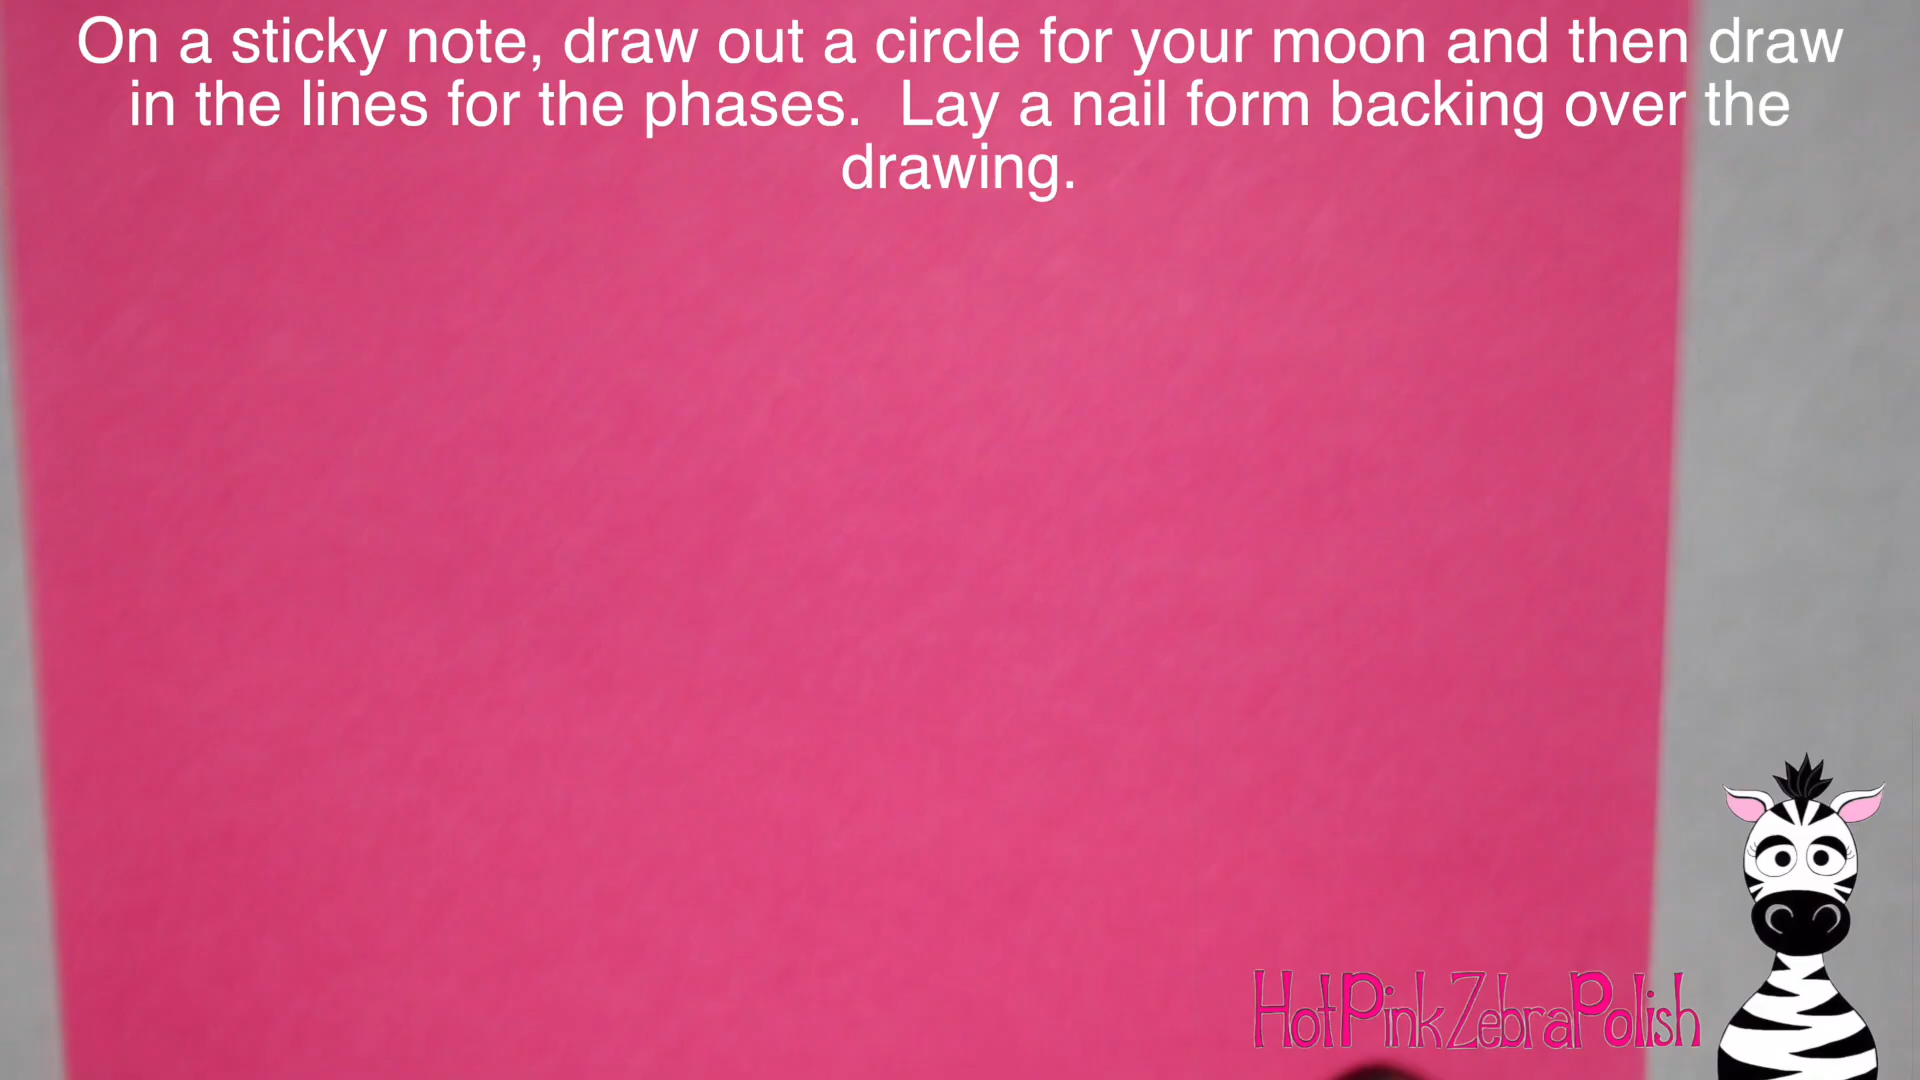 On a sticky note, draw out a circle for your moon and then draw
in the lines for the phases.  Lay a nail form backing over the
drawing.
HotPinkZebraPolish